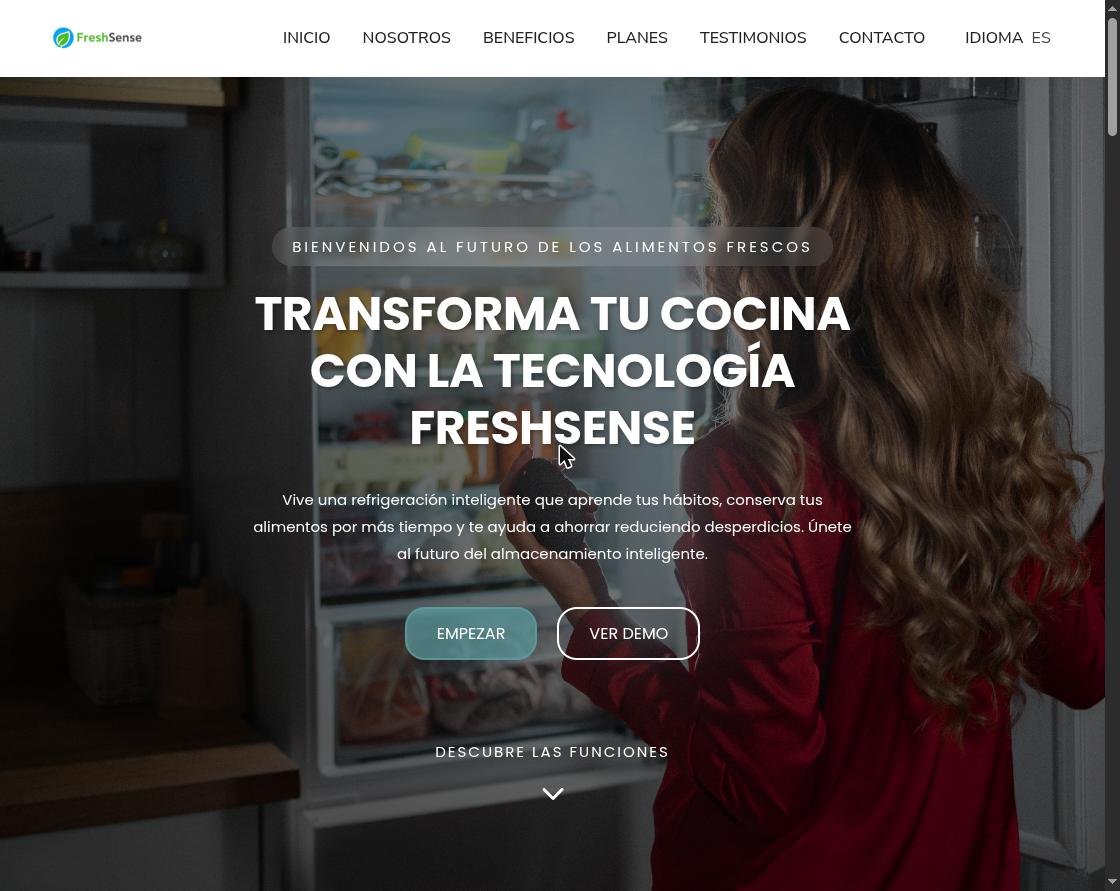 FreshSense
INICIO
NOSOTROS
BENEFICIOS
PLANES
TESTIMONIOS
CONTACTO
IDIOMA ES
BIENVENIDOS AL FUTURO DE LOS ALIMENTOS FRESCOS
TRANSFORMA TU COCINA
CON LA TECNOLOGÍA
FRESHSENSE
Vive una refrigeración inteligente que aprende tus hábitos, conserva tus
alimentos por más tiempo y te ayuda a ahorrar reduciendo desperdicios. Únete
al futuro del almacenamiento inteligente.
EMPEZAR
VER DEMO
DESCUBRE LAS FUNCIONES